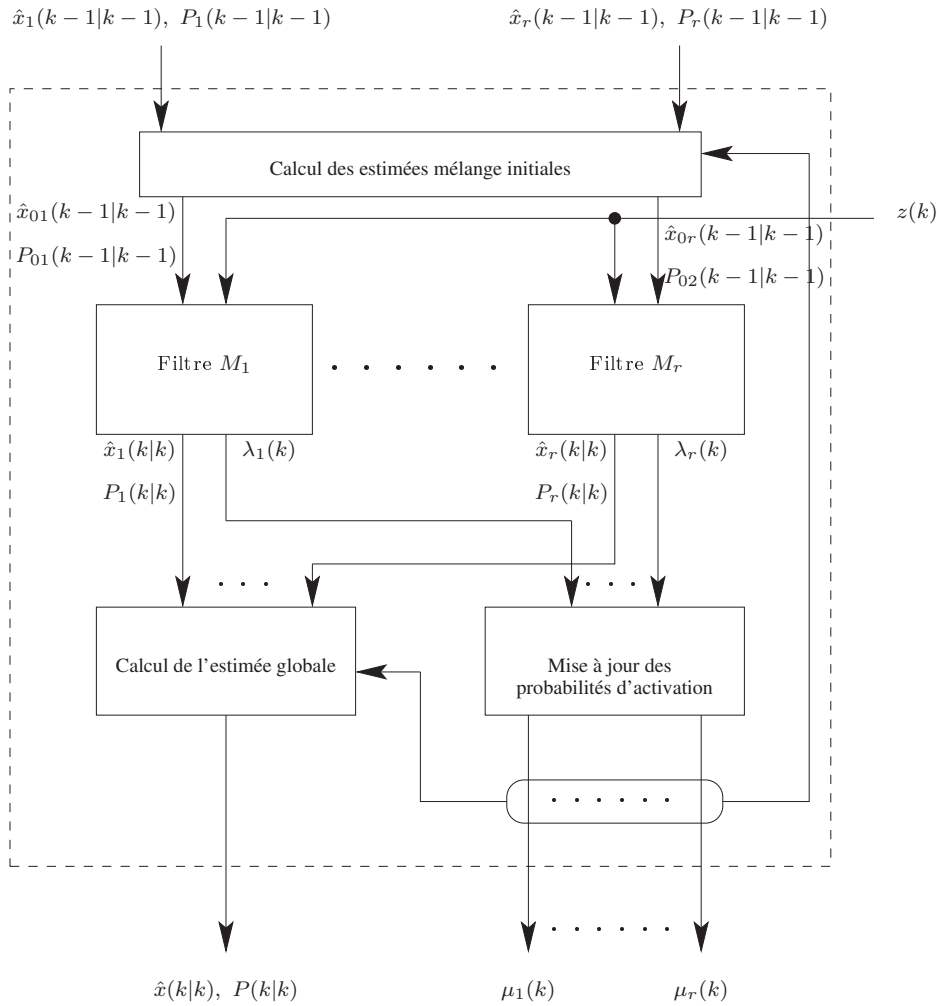 x̂₁(k−1|k−1), P₁(k−1|k−1)
x̂ᵣ(k−1|k−1), Pᵣ(k−1|k−1)
Calcul des estimées mélange initiales
x̂₀₁(k−1|k−1)
z(k)
x̂₀ᵣ(k−1|k−1)
P₀₁(k−1|k−1)
P₀₂(k−1|k−1)
Filtre M₁
Filtre Mᵣ
x̂₁(k|k)
λ₁(k)
x̂ᵣ(k|k)
λᵣ(k)
P₁(k|k)
Pᵣ(k|k)
Calcul de l'estimée globale
Mise à jour des
probabilités d'activation
x̂(k|k), P(k|k)
μ₁(k)
μᵣ(k)